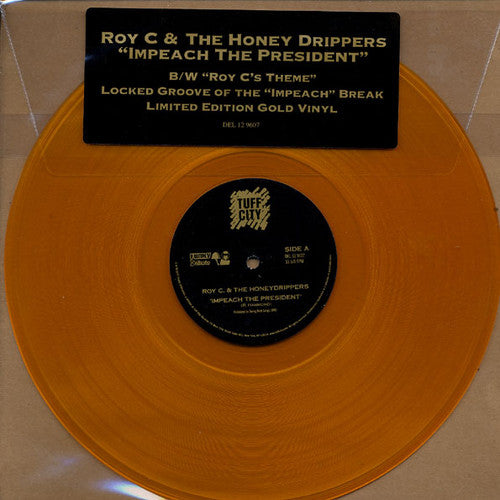 ROY C & THE HONEY DRIPPERS
"IMPEACH THE PRESIDENT"
B/W "ROY C'S THEME"
LOCKED GROOVE OF THE "IMPEACH" BREAK
LIMITED EDITION GOLD VINYL
DEL 12 9607
TUFF
CITY
SIDE A
ROY C. & THE HONEYDRIPPERS
"IMPEACH THE PRESIDENT"